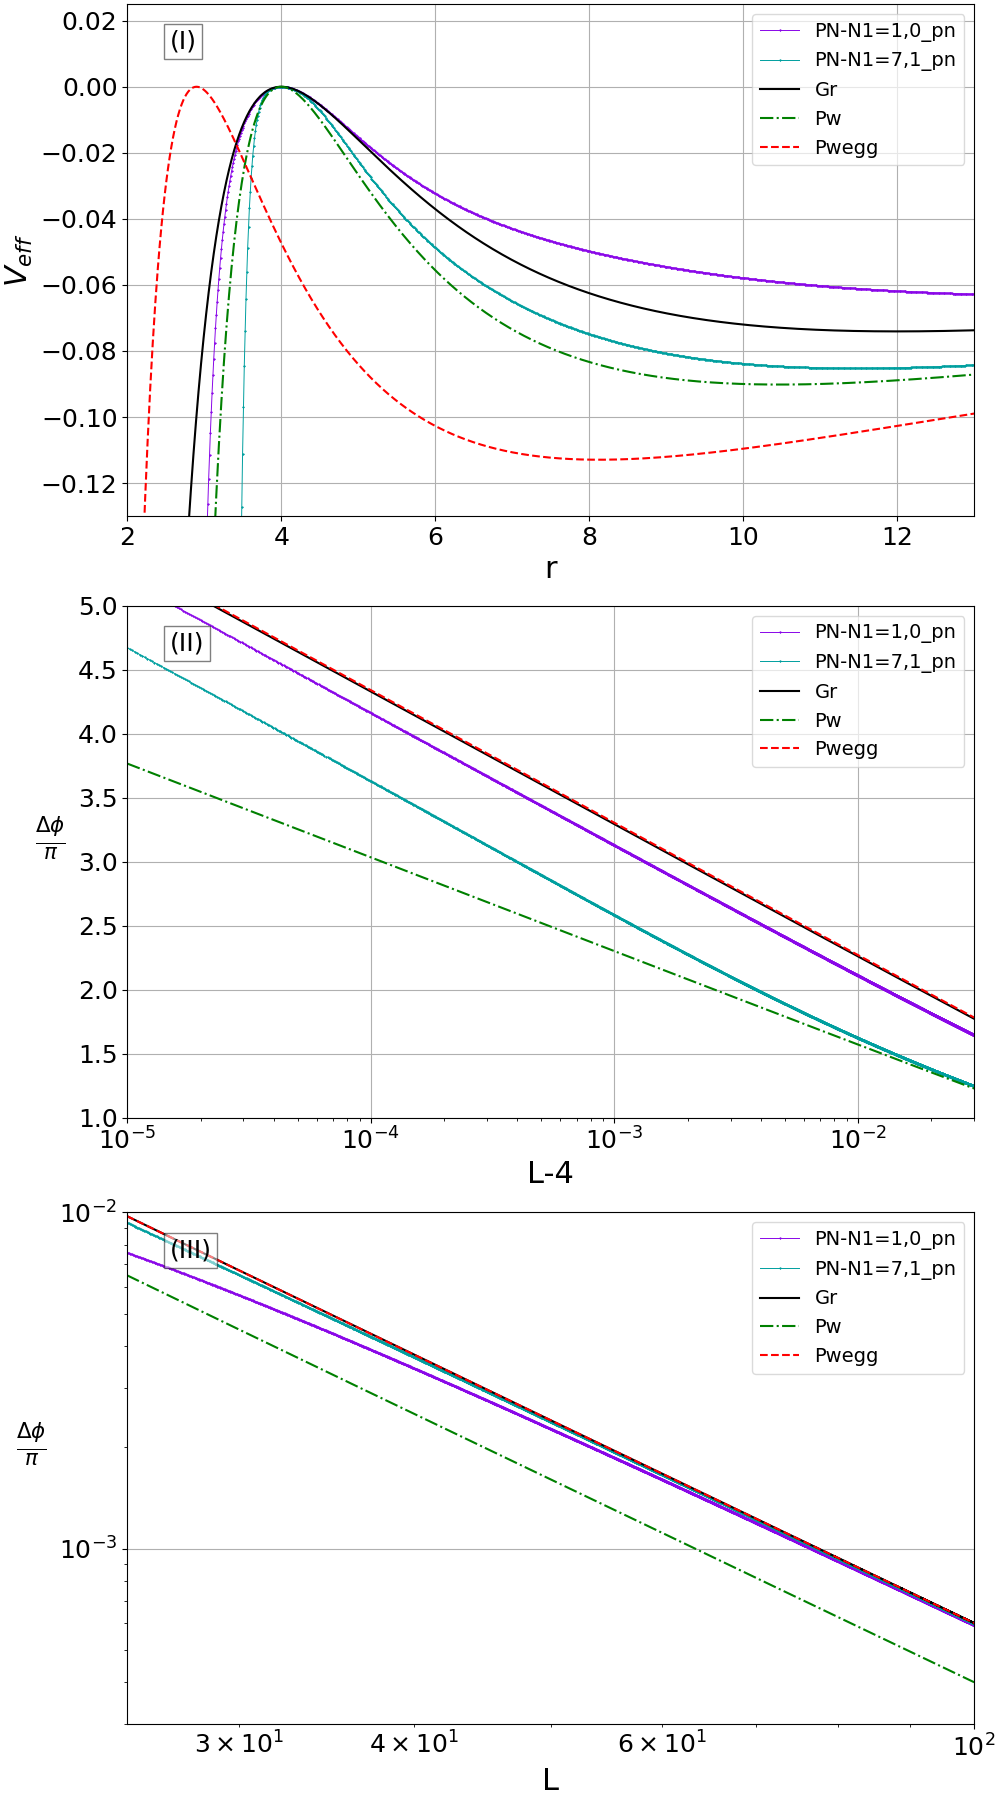 (I)
PN-N1=1,0_pn
PN-N1=7,1_pn
Gr
Pw
Pwegg
0.02
0.00
−0.02
−0.04
−0.06
−0.08
−0.10
−0.12
V_{eff}
2 4 6 8 10 12
r
(II)
PN-N1=1,0_pn
PN-N1=7,1_pn
Gr
Pw
Pwegg
5.0
4.5
4.0
3.5
3.0
2.5
2.0
1.5
1.0
Δϕ
π
10^{−5} 10^{−4} 10^{−3} 10^{−2}
L-4
(III)
PN-N1=1,0_pn
PN-N1=7,1_pn
Gr
Pw
Pwegg
10^{−2}
10^{−3}
Δϕ
π
3 × 10^{1} 4 × 10^{1} 6 × 10^{1} 10^{2}
L